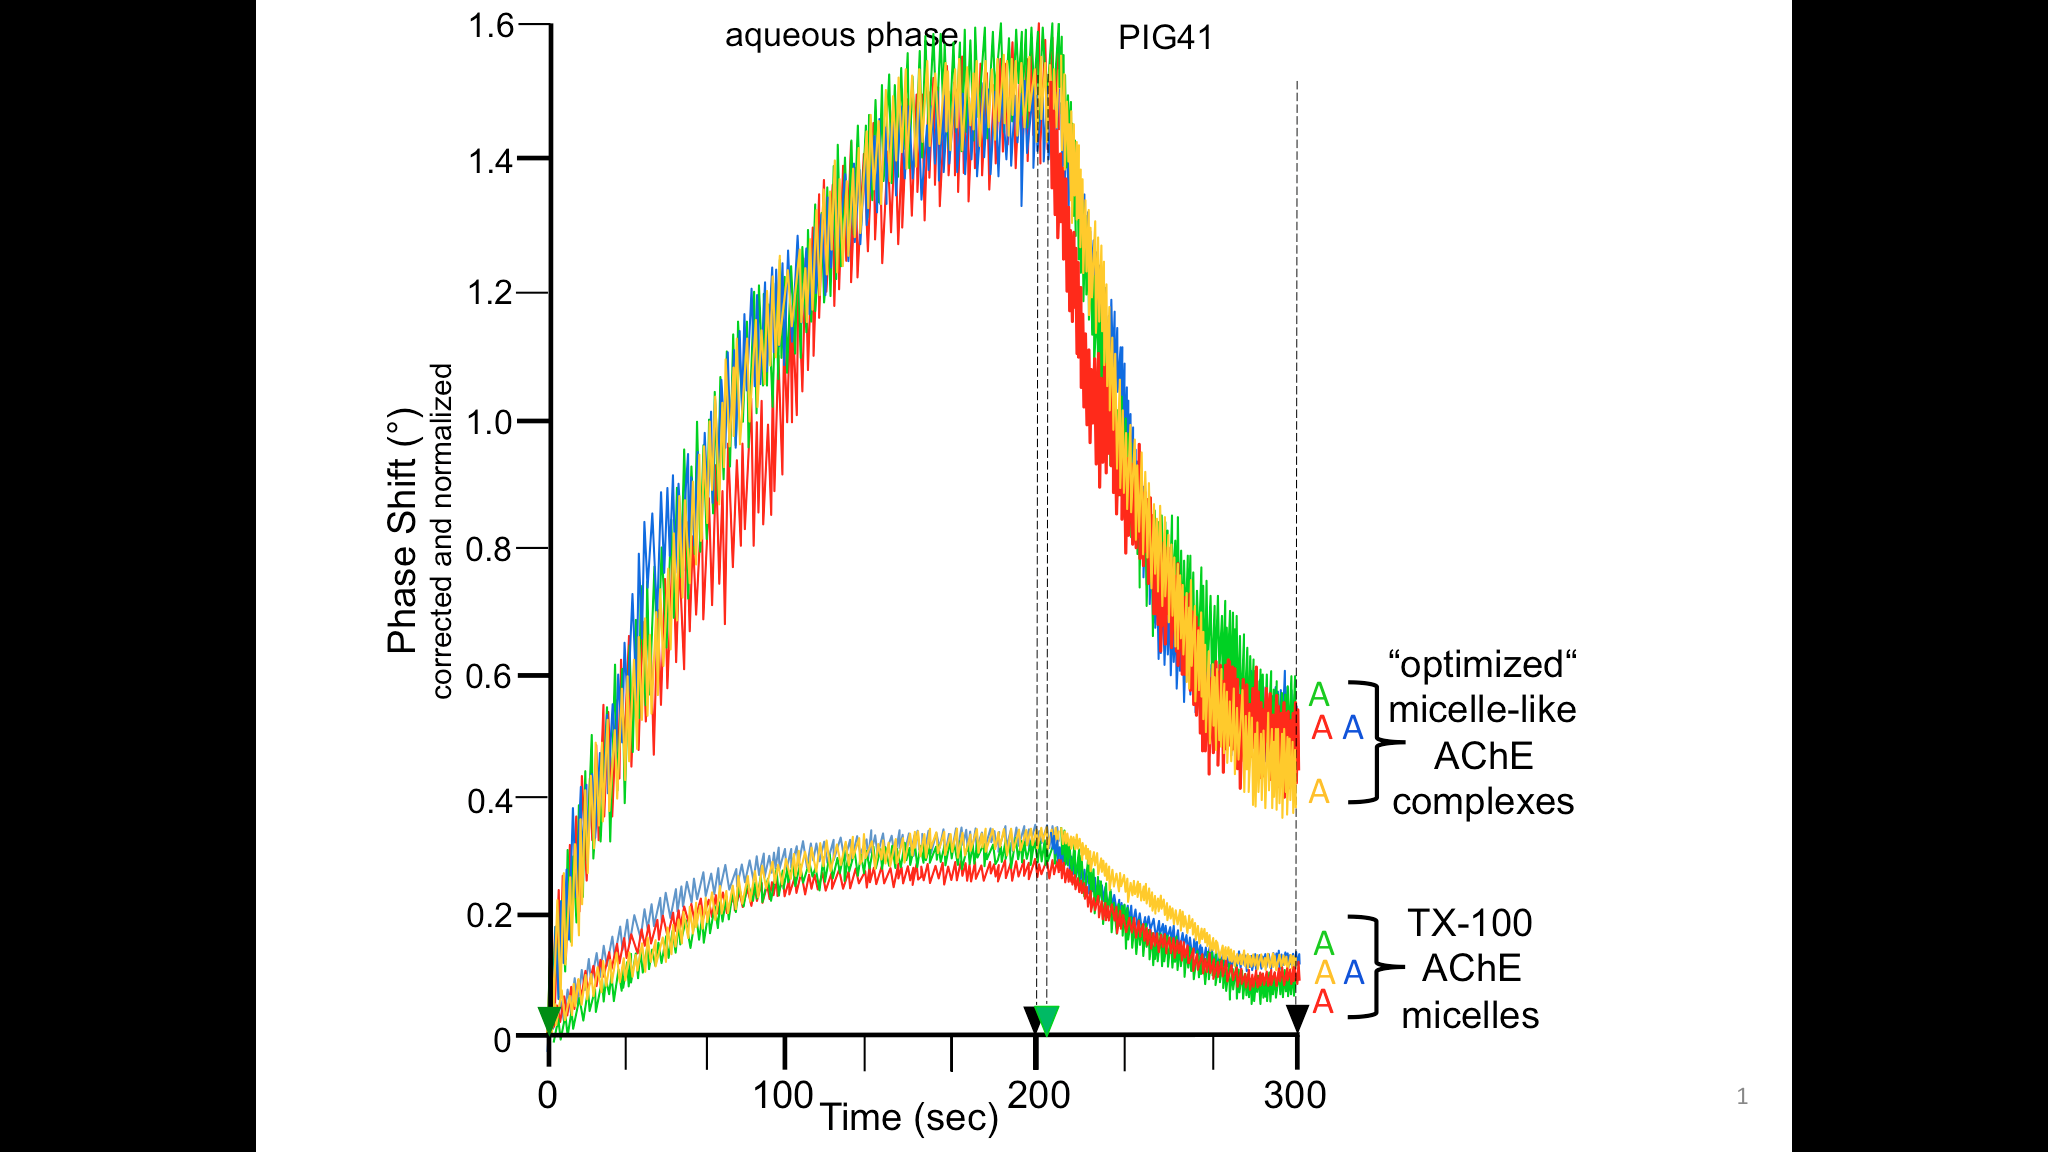 aqueous phase
PIG41
1.6
1.4
1.2
1.0
0.8
0.6
0.4
0.2
0
Phase Shift (°)
corrected and normalized
0
100
200
300
Time (sec)
A
A A
A
“optimized“
micelle-like
AChE
complexes
A
A A
A
TX-100
AChE
micelles
1